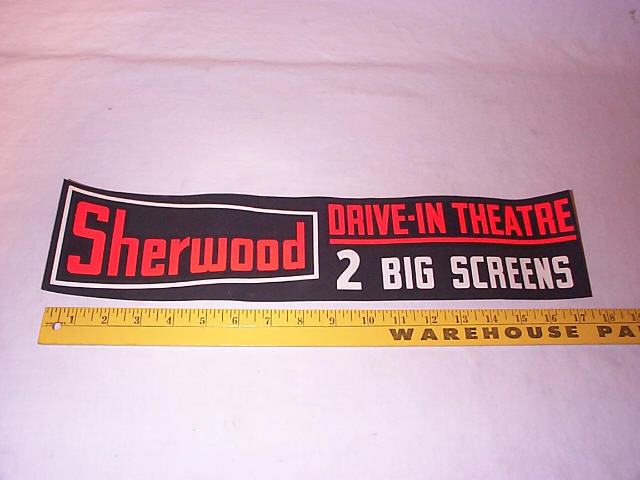 Sherwood
DRIVE-IN THEATRE
2 BIG SCREENS
1 2 3 4 5 6 7 8 9 10 11 12 13 14 15 16 17 18
WAREHOUSE PA